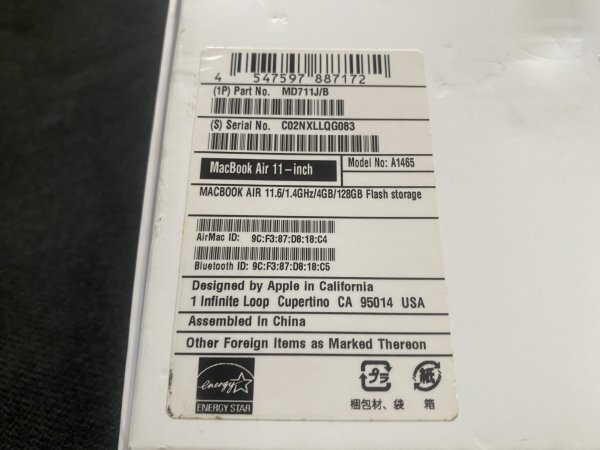 4 547597 887172
(1P) Part No. MD711J/B
(S) Serial No. C02NXLLQG083
MacBook Air 11-inch
Model No: A1465
MACBOOK AIR 11.6/1.4GHz/4GB/128GB Flash storage
AirMac ID: 9C:F3:87:D8:18:C4
Bluetooth ID: 9C:F3:87:D8:18:C5
Designed by Apple in California
1 Infinite Loop Cupertino CA 95014 USA
Assembled In China
Other Foreign Items as Marked Thereon
energy
ENERGY STAR
プラ
紙
梱包材、袋
箱